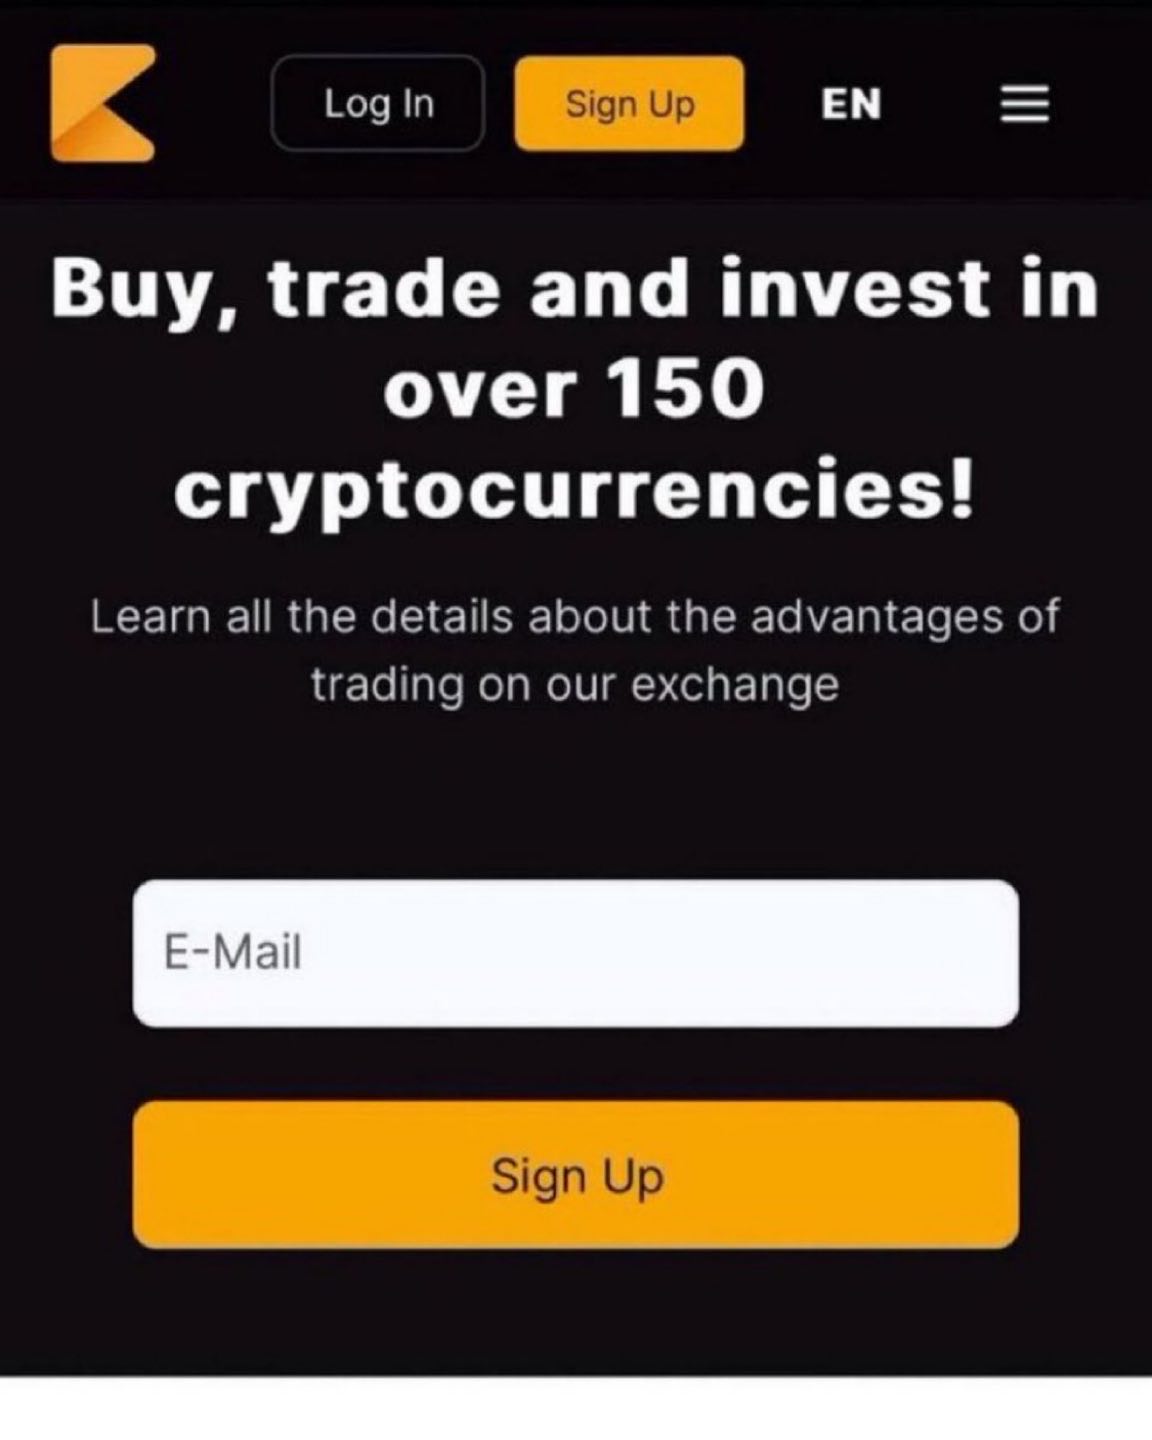 Log In
Sign Up
EN
Buy, trade and invest in
over 150
cryptocurrencies!
Learn all the details about the advantages of
trading on our exchange
E-Mail
Sign Up